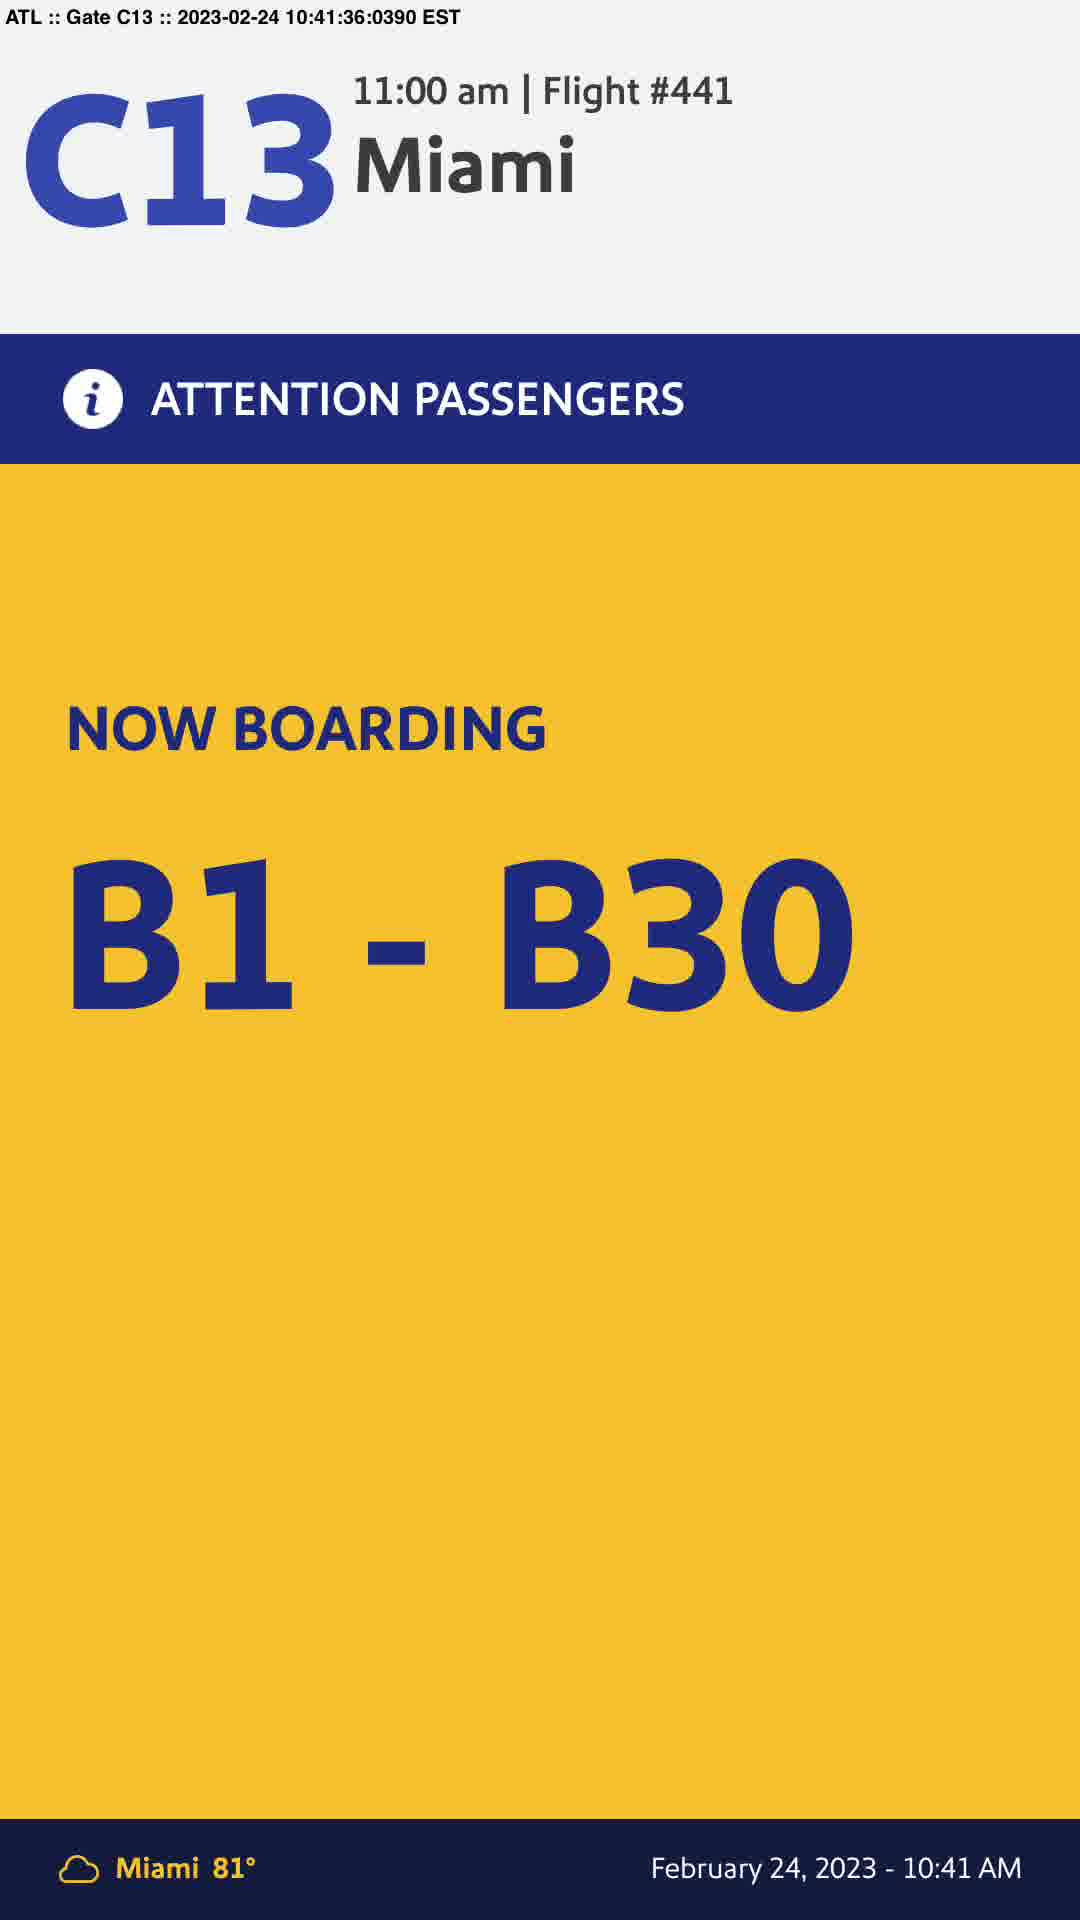 ATL :: Gate C13 :: 2023-02-24 10:41:36:0390 EST
C13
11:00 am | Flight #441
Miami
ATTENTION PASSENGERS
NOW BOARDING
B1 - B30
Miami 81°
February 24, 2023 - 10:41 AM